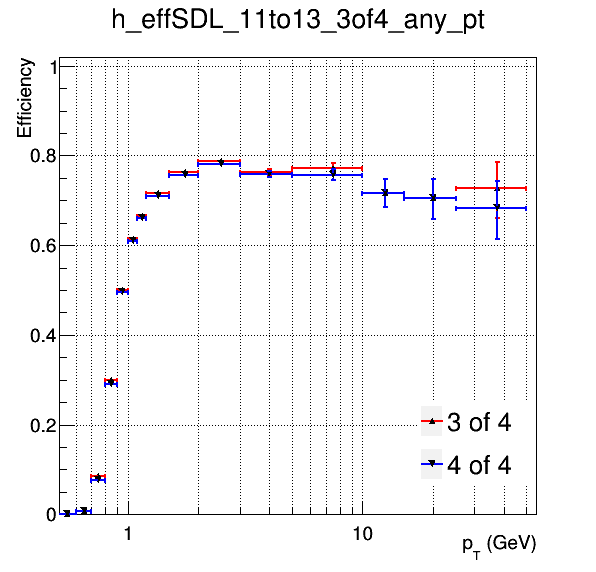 h_effSDL_11to13_3of4_any_pt
Efficiency
1
0.8
0.6
0.4
0.2
0
3 of 4
4 of 4
1
10
p_T (GeV)